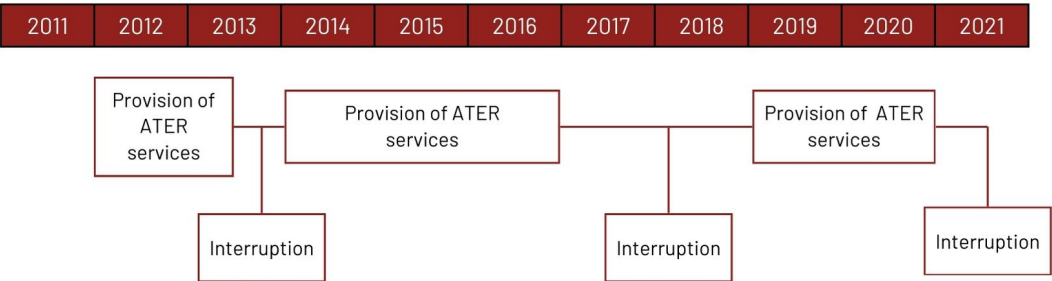 2011 2012 2013 2014 2015 2016 2017 2018 2019 2020 2021
Provision of
ATER
services
Provision of ATER
services
Provision of ATER
services
Interruption
Interruption
Interruption